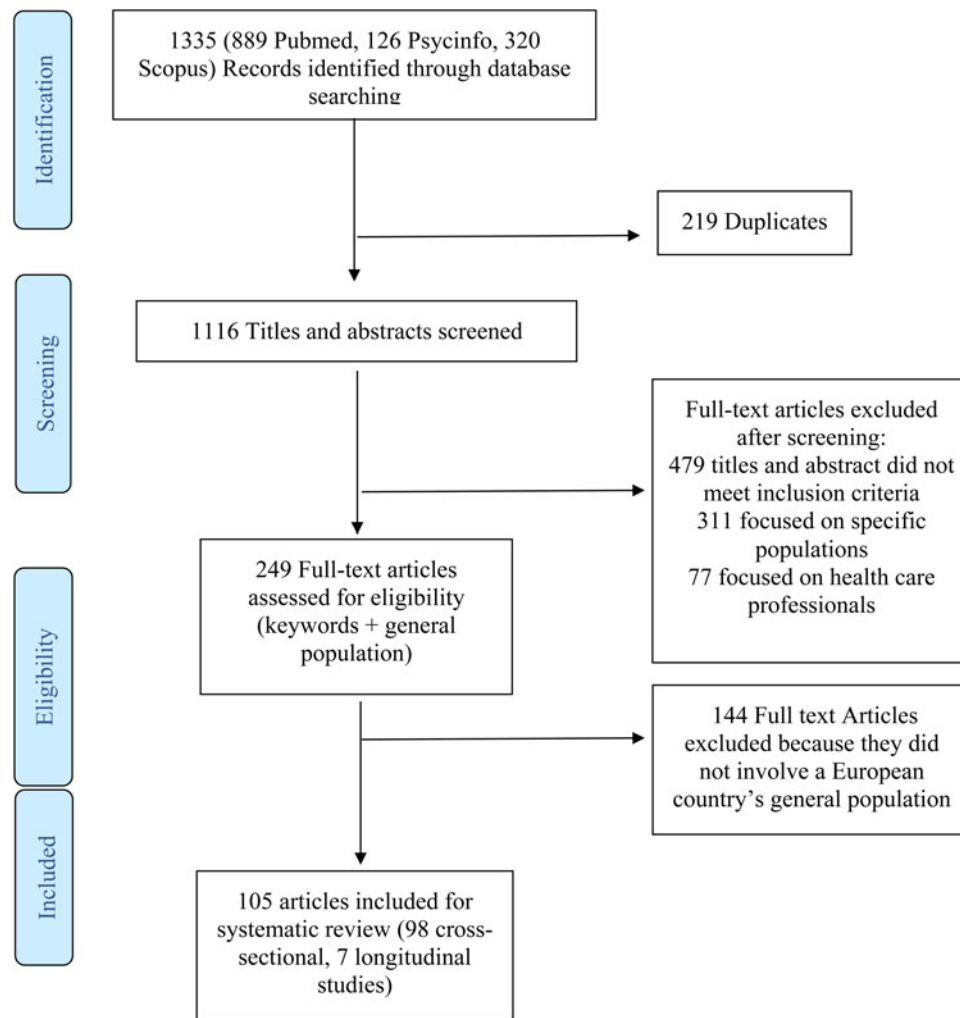 Identification
1335 (889 Pubmed, 126 Psycinfo, 320
Scopus) Records identified through database
searching
219 Duplicates
Screening
1116 Titles and abstracts screened
Full-text articles excluded
after screening:
479 titles and abstract did not
meet inclusion criteria
311 focused on specific
populations
77 focused on health care
professionals
Eligibility
249 Full-text articles
assessed for eligibility
(keywords + general
population)
144 Full text Articles
excluded because they did
not involve a European
country’s general population
Included
105 articles included for
systematic review (98 cross-
sectional, 7 longitudinal
studies)